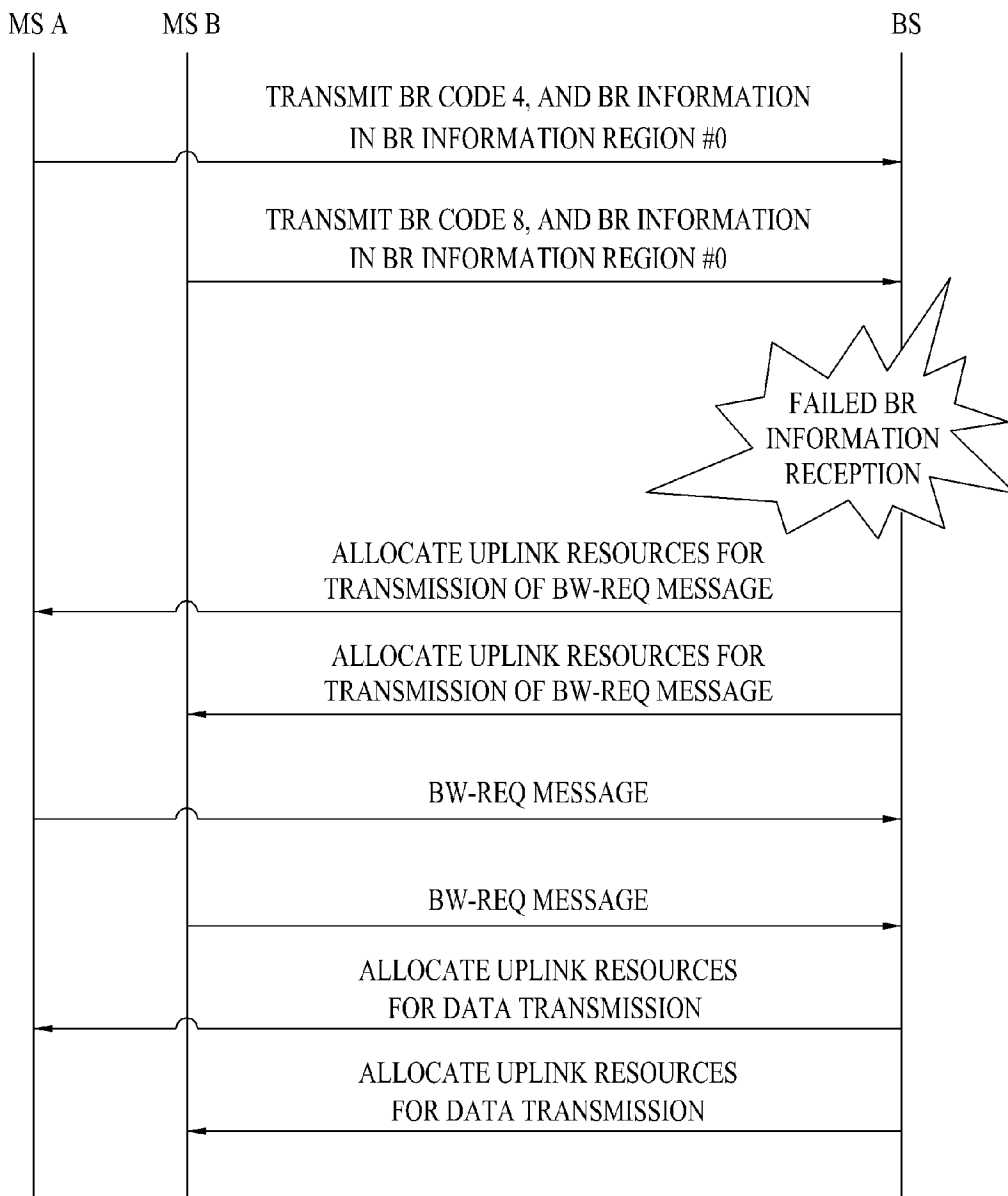 MS A
MS B
BS
TRANSMIT BR CODE 4, AND BR INFORMATION
IN BR INFORMATION REGION #0
TRANSMIT BR CODE 8, AND BR INFORMATION
IN BR INFORMATION REGION #0
FAILED BR
INFORMATION
RECEPTION
ALLOCATE UPLINK RESOURCES FOR
TRANSMISSION OF BW-REQ MESSAGE
ALLOCATE UPLINK RESOURCES FOR
TRANSMISSION OF BW-REQ MESSAGE
BW-REQ MESSAGE
BW-REQ MESSAGE
ALLOCATE UPLINK RESOURCES
FOR DATA TRANSMISSION
ALLOCATE UPLINK RESOURCES
FOR DATA TRANSMISSION